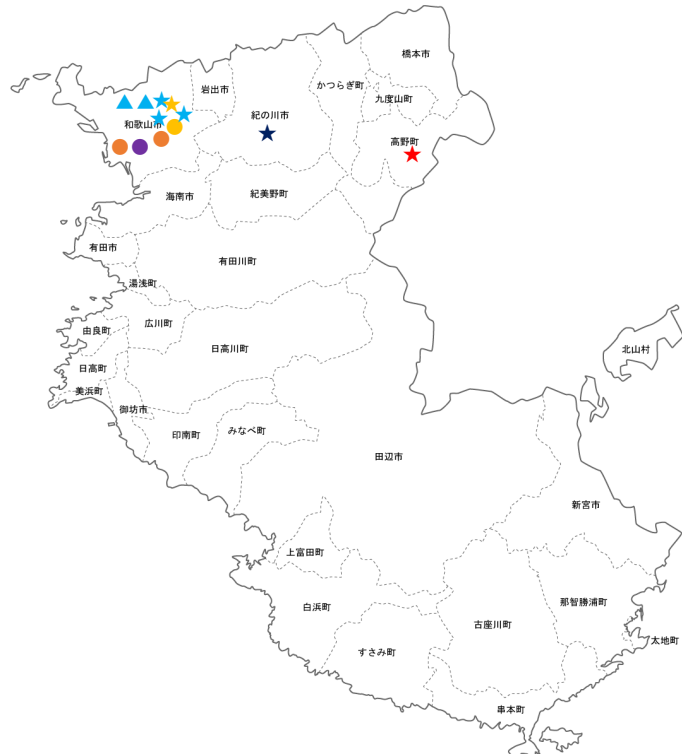 橋本市
かつらぎ町
岩出市
九度山町
紀の川市
和歌山市
高野町
海南市
紀美野町
有田市
有田川町
湯浅町
広川町
由良町
日高川町
北山村
日高町
美浜町
御坊市
みなべ町
印南町
田辺市
新宮市
上富田町
那智勝浦町
白浜町
古座川町
太地町
すさみ町
串本町